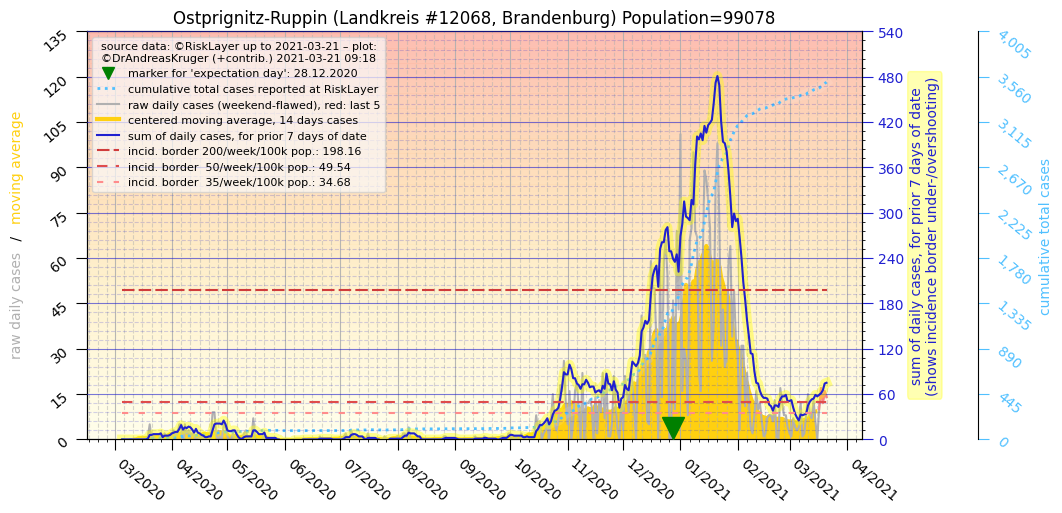 Ostprignitz-Ruppin (Landkreis #12068, Brandenburg) Population=99078
source data: ©RiskLayer up to 2021-03-21 – plot:
©DrAndreasKruger (+contrib.) 2021-03-21 09:18
marker for 'expectation day': 28.12.2020
cumulative total cases reported at RiskLayer
raw daily cases (weekend-flawed), red: last 5
centered moving average, 14 days cases
sum of daily cases, for prior 7 days of date
incid. border 200/week/100k pop.: 198.16
incid. border  50/week/100k pop.: 49.54
incid. border  35/week/100k pop.: 34.68
raw daily cases / moving average
135
120
105
90
75
60
45
30
15
0
03/2020
04/2020
05/2020
06/2020
07/2020
08/2020
09/2020
10/2020
11/2020
12/2020
01/2021
02/2021
03/2021
04/2021
540
480
420
360
300
240
180
120
60
0
sum of daily cases, for prior 7 days of date
(shows incidence border under-/overshooting)
4,005
3,560
3,115
2,670
2,225
1,780
1,335
890
445
0
cumulative total cases